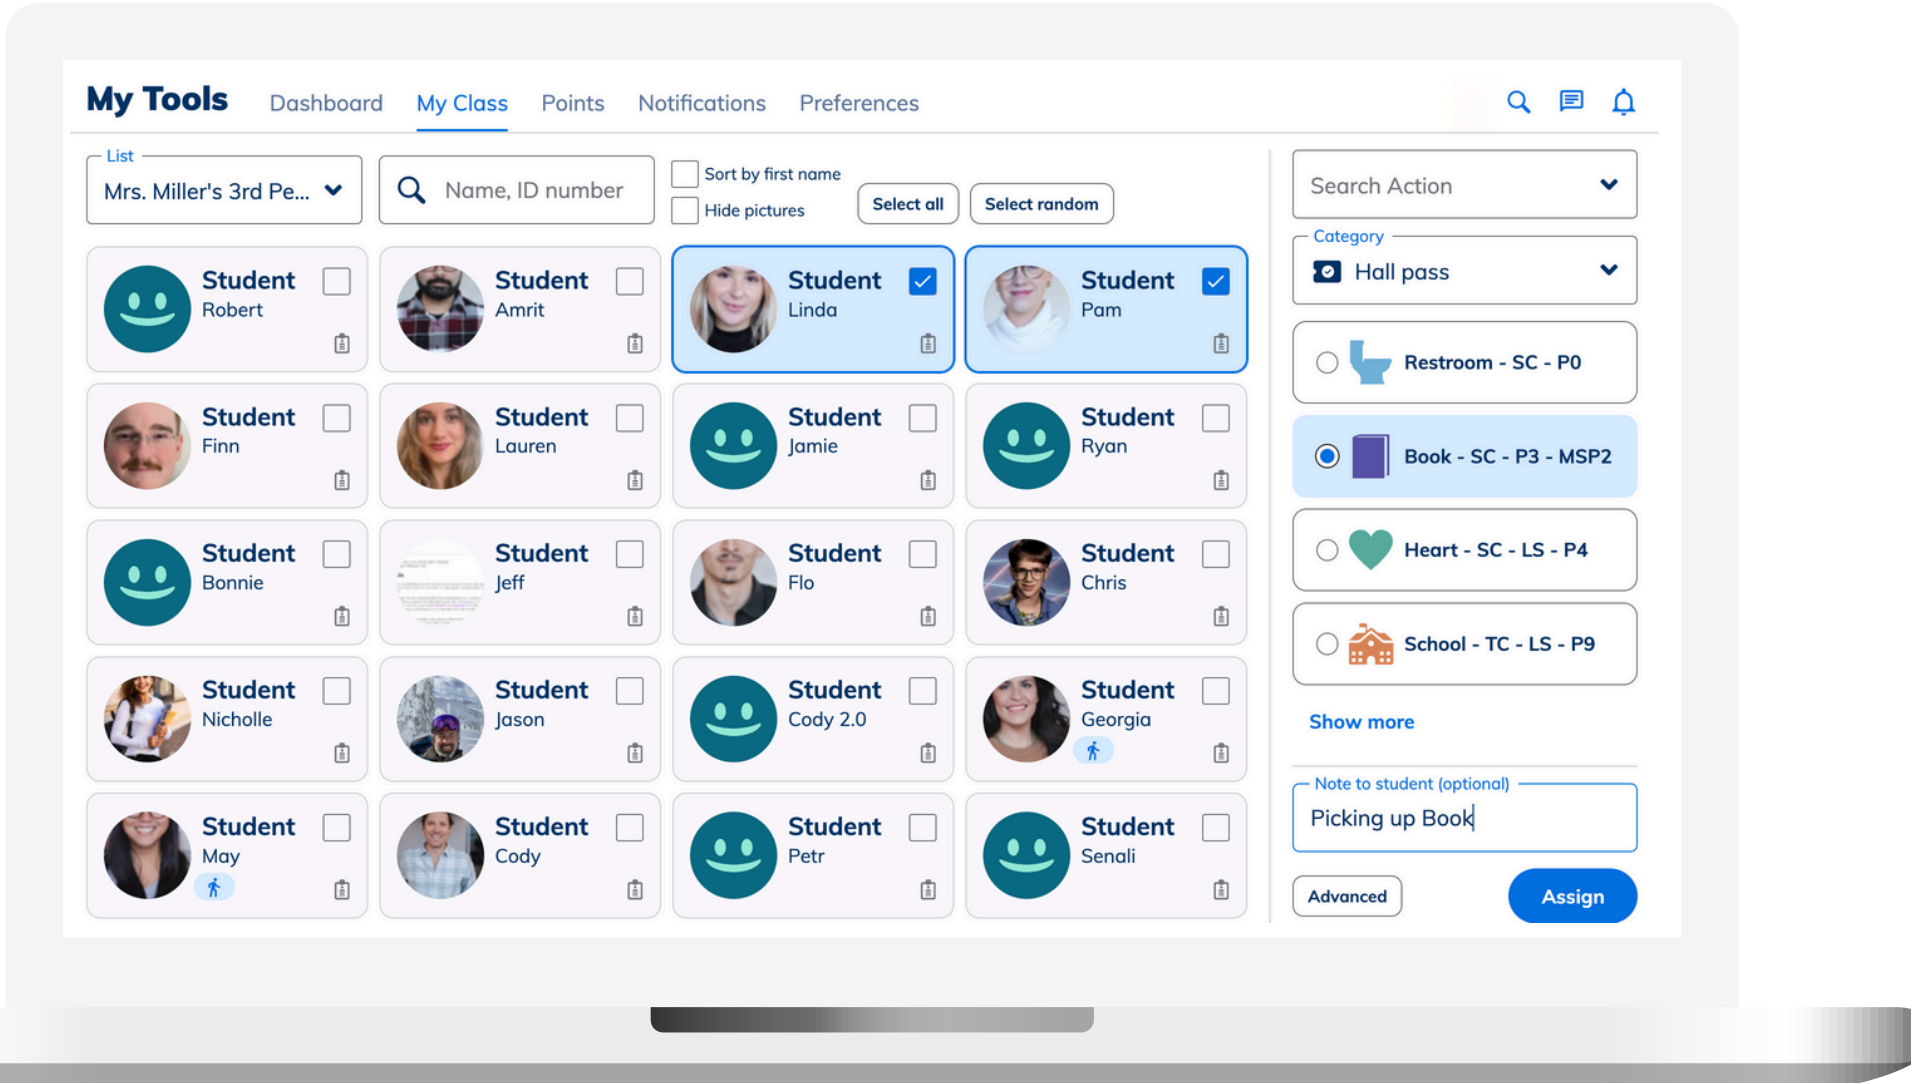 My Tools Dashboard My Class Points Notifications Preferences
List
Mrs. Miller's 3rd Pe...
Name, ID number
Sort by first name
Hide pictures
Select all
Select random
Student
Robert
Student
Amrit
Student
Linda
Student
Pam
Student
Finn
Student
Lauren
Student
Jamie
Student
Ryan
Student
Bonnie
Student
Jeff
Student
Flo
Student
Chris
Student
Nicholle
Student
Jason
Student
Cody 2.0
Student
Georgia
Student
May
Student
Cody
Student
Petr
Student
Senali
Search Action
Category
Hall pass
Restroom - SC - P0
Book - SC - P3 - MSP2
Heart - SC - LS - P4
School - TC - LS - P9
Show more
Note to student (optional)
Picking up Book
Advanced
Assign